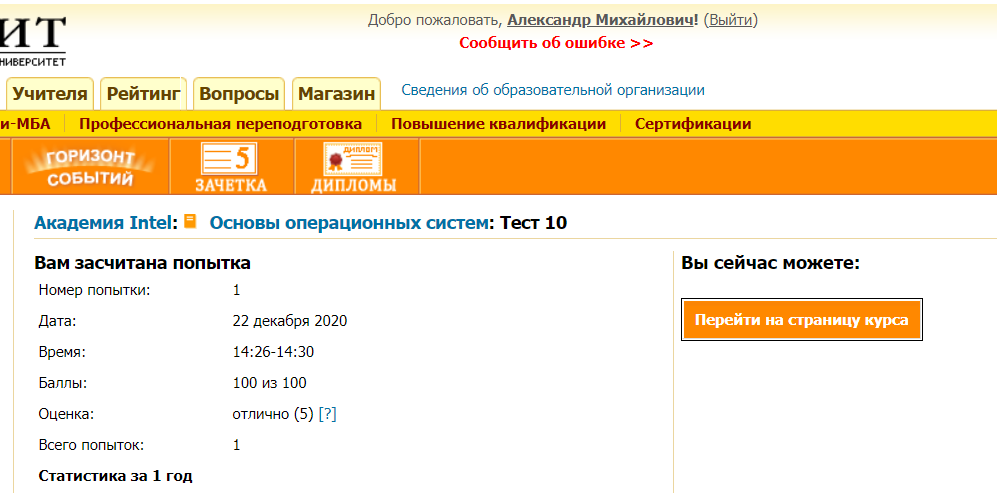 Добро пожаловать, Александр Михайлович! (Выйти)
Сообщить об ошибке >>
ИТ
НИВЕРСИТЕТ
Учителя Рейтинг Вопросы Магазин Сведения об образовательной организации
и-МБА Профессиональная переподготовка Повышение квалификации Сертификации
ГОРИЗОНТ СОБЫТИЙ
5 ЗАЧЕТКА
ДИПЛОМ ДИПЛОМЫ
Академия Intel: Основы операционных систем: Тест 10
Вам засчитана попытка
Номер попытки: 1
Дата: 22 декабря 2020
Время: 14:26-14:30
Баллы: 100 из 100
Оценка: отлично (5) [?]
Всего попыток: 1
Статистика за 1 год
Вы сейчас можете:
Перейти на страницу курса